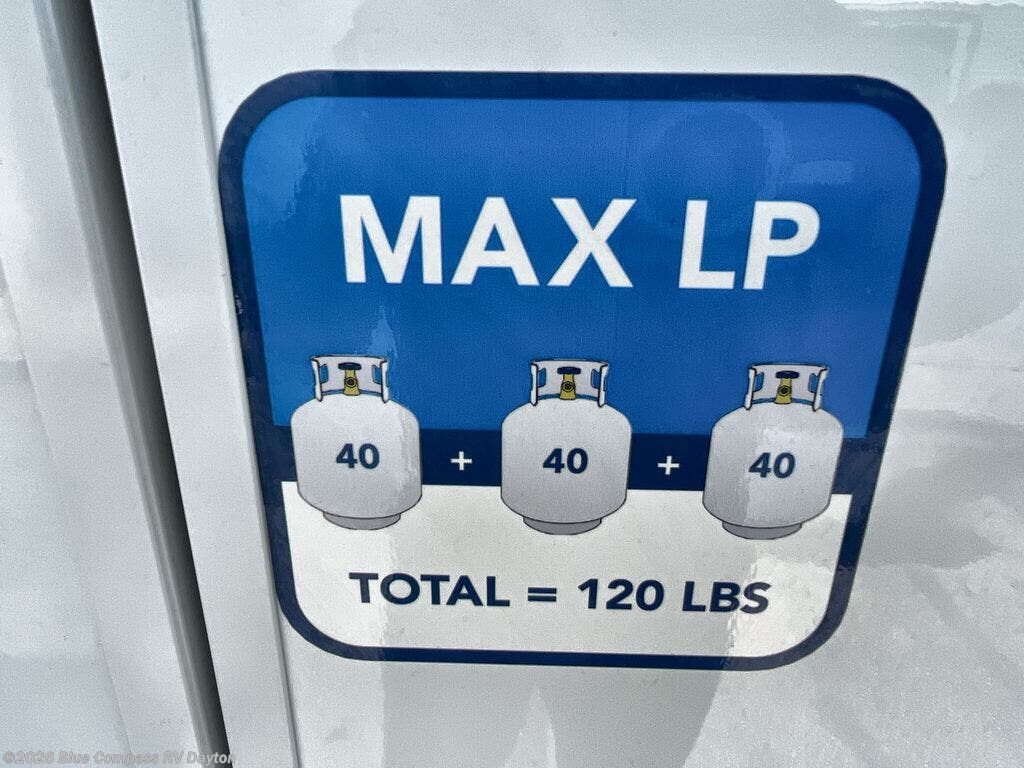 MAX LP
40 + 40 + 40
TOTAL = 120 LBS
©2026 Blue Compass RV Dayton